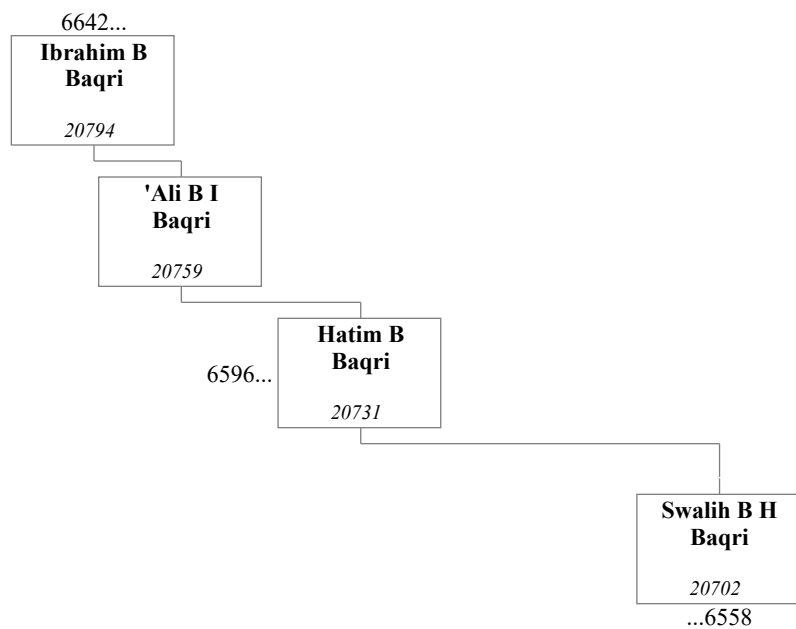 6642...
Ibrahim B
Baqri
20794
'Ali B I
Baqri
20759
Hatim B
Baqri
6596...
20731
Swalih B H
Baqri
20702
...6558